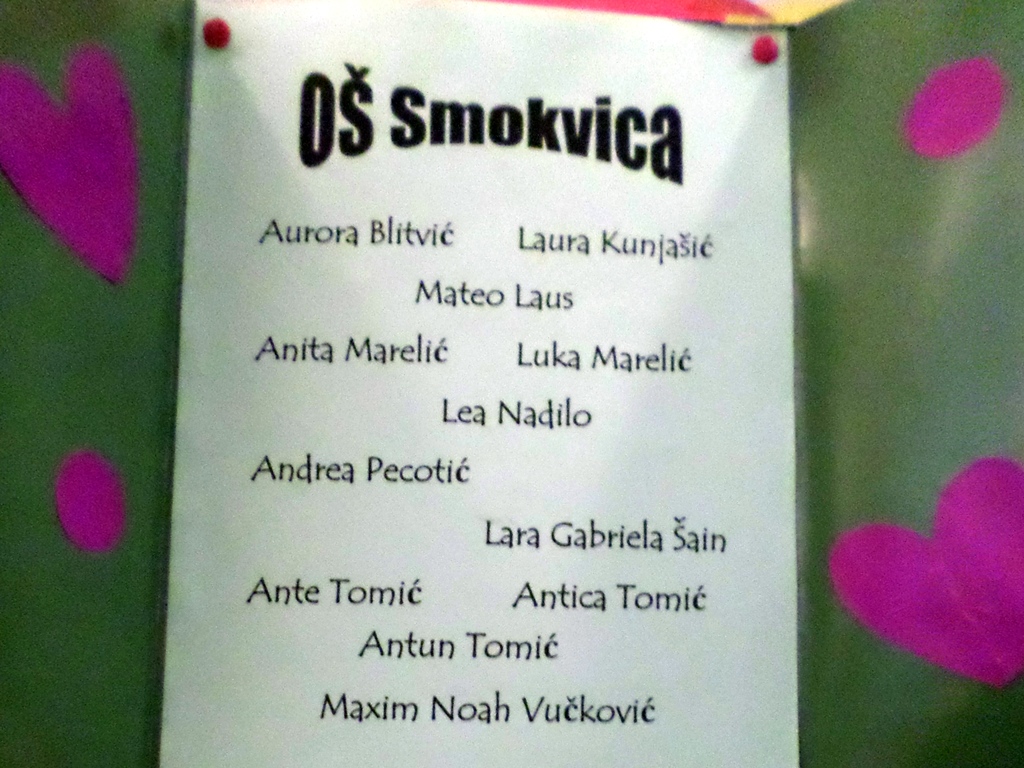 OŠ Smokvica
Aurora Blitvić Laura Kunjašić
Mateo Laus
Anita Marelić Luka Marelić
Lea Nadilo
Andrea Pecotić
Lara Gabriela Šain
Ante Tomić Antica Tomić
Antun Tomić
Maxim Noah Vučković